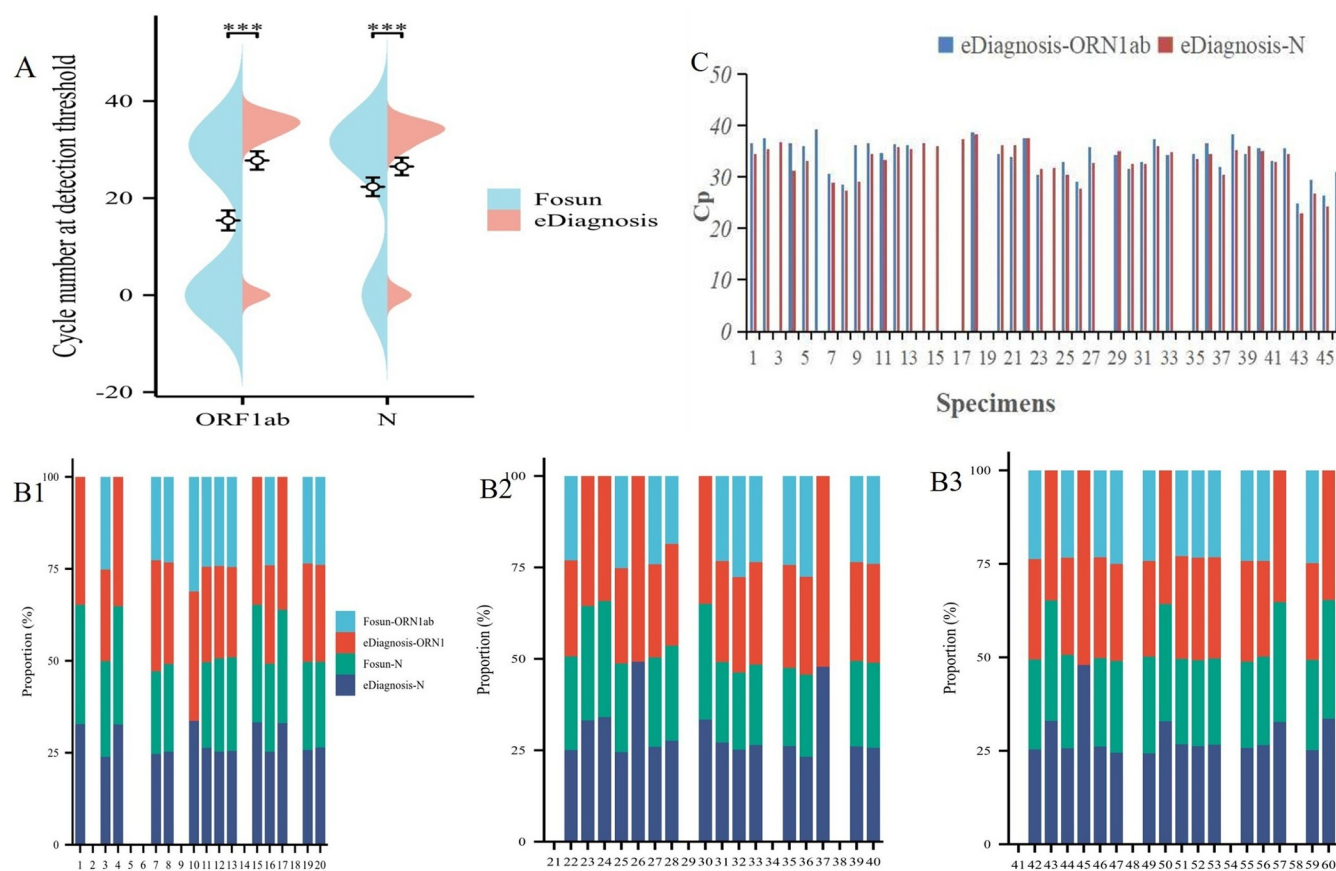 A
Cycle number at detection threshold
40
20
0
-20
***
***
ORF1ab
N
Fosun
eDiagnosis
C
eDiagnosis-ORN1ab eDiagnosis-N
Cp
50
40
30
20
10
0
1 3 5 7 9 11 13 15 17 19 21 23 25 27 29 31 33 35 37 39 41 43 45
Specimens
B1
Proportion (%)
100
75
50
25
0
1 2 3 4 5 6 7 8 9 10 11 12 13 14 15 16 17 18 19 20
Fosun-ORN1ab
eDiagnosis-ORN1
Fosun-N
eDiagnosis-N
B2
Proportion (%)
100
75
50
25
0
21 22 23 24 25 26 27 28 29 30 31 32 33 34 35 36 37 38 39 40
B3
Proportion (%)
100
75
50
25
0
41 42 43 44 45 46 47 48 49 50 51 52 53 54 55 56 57 58 59 60